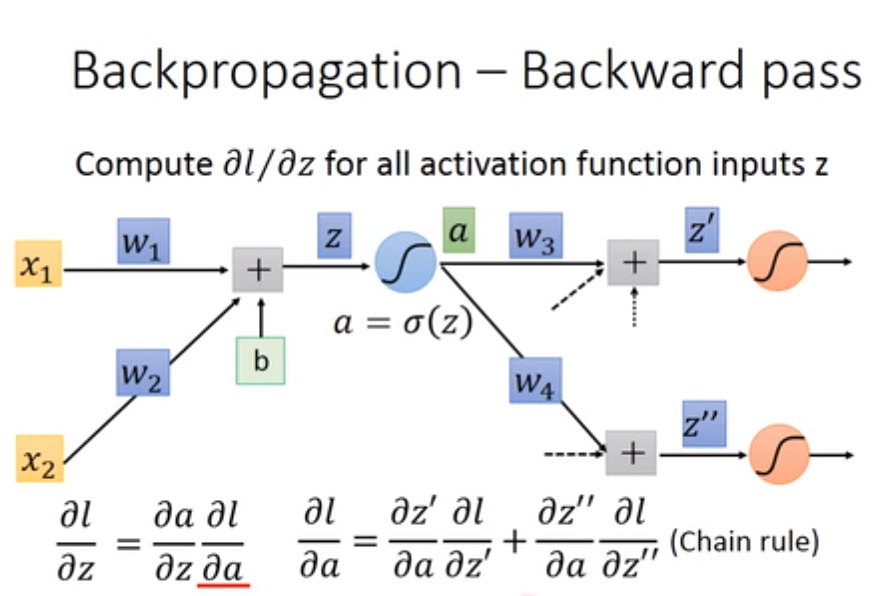 Backpropagation – Backward pass
Compute ∂l/∂z for all activation function inputs z
x₁
w₁
+
z
a
w₃
+
z′
a = σ(z)
w₂
b
w₄
x₂
+
z″
∂l/∂z = ∂a/∂z ∂l/∂a
∂l/∂a = ∂z′/∂a ∂l/∂z′ + ∂z″/∂a ∂l/∂z″ (Chain rule)